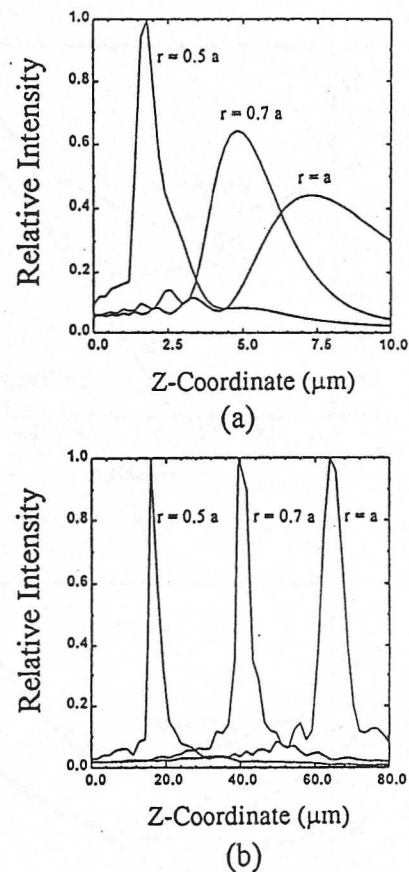 Relative Intensity
1.0
0.8
0.6
0.4
0.2
0.0
r = 0.5 a
r = 0.7 a
r = a
0.0 2.5 5.0 7.5 10.0
Z-Coordinate (μm)
(a)
Relative Intensity
1.0
0.8
0.6
0.4
0.2
0.0
r = 0.5 a
r = 0.7 a
r = a
0.0 20.0 40.0 60.0 80.0
Z-Coordinate (μm)
(b)